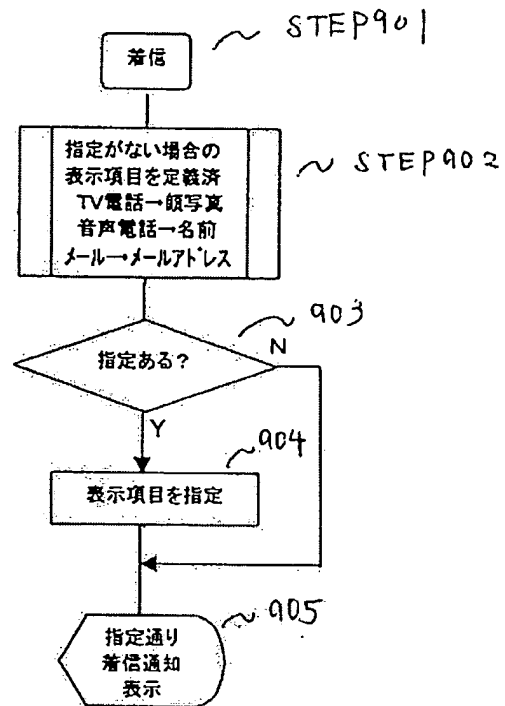 着信
STEP901
指定がない場合の
表示項目を定義済
TV電話→顔写真
音声電話→名前
メール→メールアドレス
STEP902
903
指定ある?
N
Y
904
表示項目を指定
905
指定通り
着信通知
表示